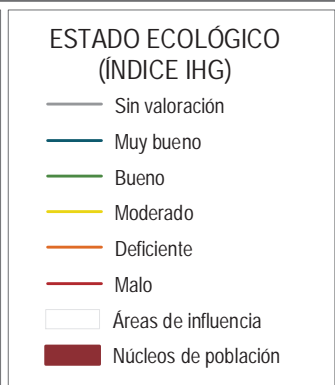 ESTADO ECOLÓGICO
(ÍNDICE IHG)
Sin valoración
Muy bueno
Bueno
Moderado
Deficiente
Malo
Áreas de influencia
Núcleos de población